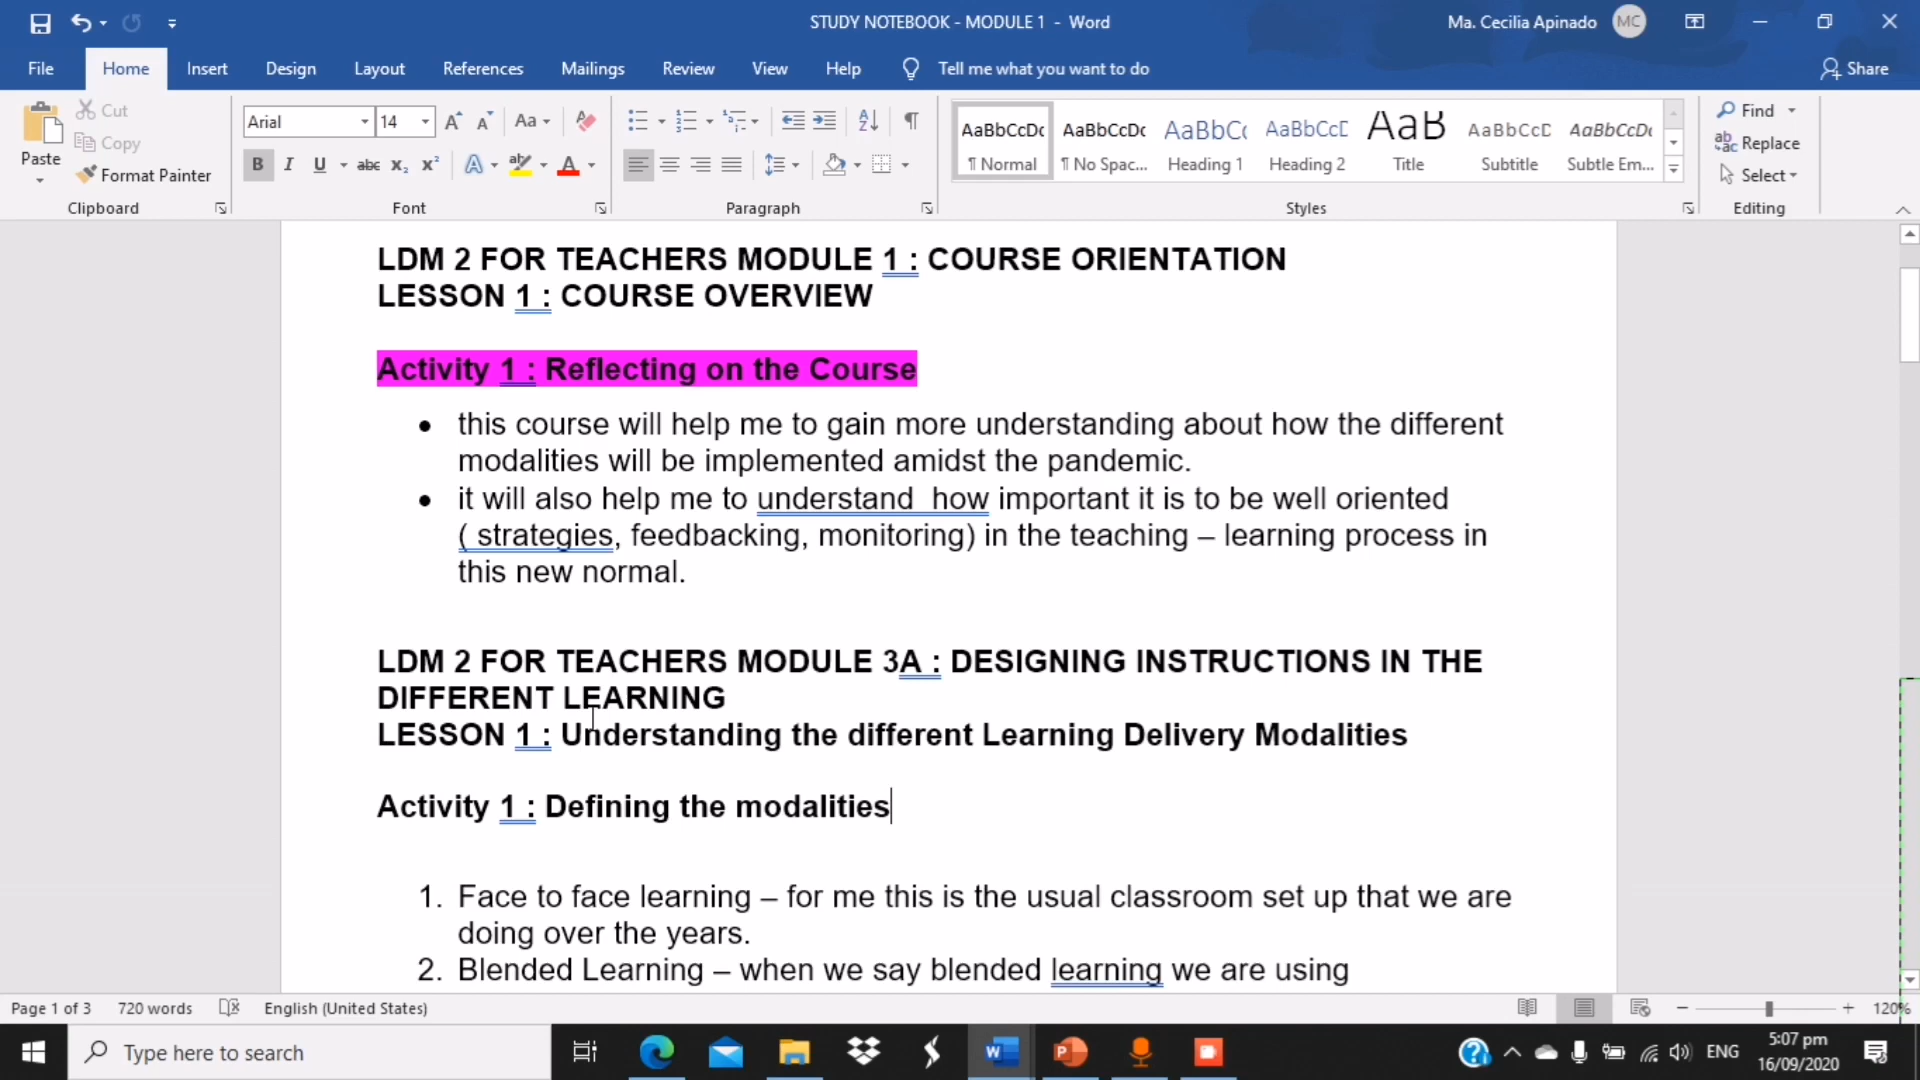 STUDY NOTEBOOK - MODULE 1 - Word
Ma. Cecilia Apinado MC
File Home Insert Design Layout References Mailings Review View Help Tell me what you want to do Share
Paste
Cut
Copy
Format Painter
Clipboard
Arial 14
Font
Paragraph
AaBbCcDc AaBbCcDc AaBbCc AaBbCcD AaB AaBbCcD AaBbCcDc
¶ Normal ¶ No Spac... Heading 1 Heading 2 Title Subtitle Subtle Em...
Styles
Find
Replace
Select
Editing
LDM 2 FOR TEACHERS MODULE 1 : COURSE ORIENTATION
LESSON 1 : COURSE OVERVIEW
Activity 1 : Reflecting on the Course
• this course will help me to gain more understanding about how the different
modalities will be implemented amidst the pandemic.
• it will also help me to understand  how important it is to be well oriented
( strategies, feedbacking, monitoring) in the teaching – learning process in
this new normal.
LDM 2 FOR TEACHERS MODULE 3A : DESIGNING INSTRUCTIONS IN THE
DIFFERENT LEARNING
LESSON 1 : Understanding the different Learning Delivery Modalities
Activity 1 : Defining the modalities
1. Face to face learning – for me this is the usual classroom set up that we are
doing over the years.
2. Blended Learning – when we say blended learning we are using
Page 1 of 3 720 words English (United States) 120%
Type here to search
ENG
5:07 pm
16/09/2020